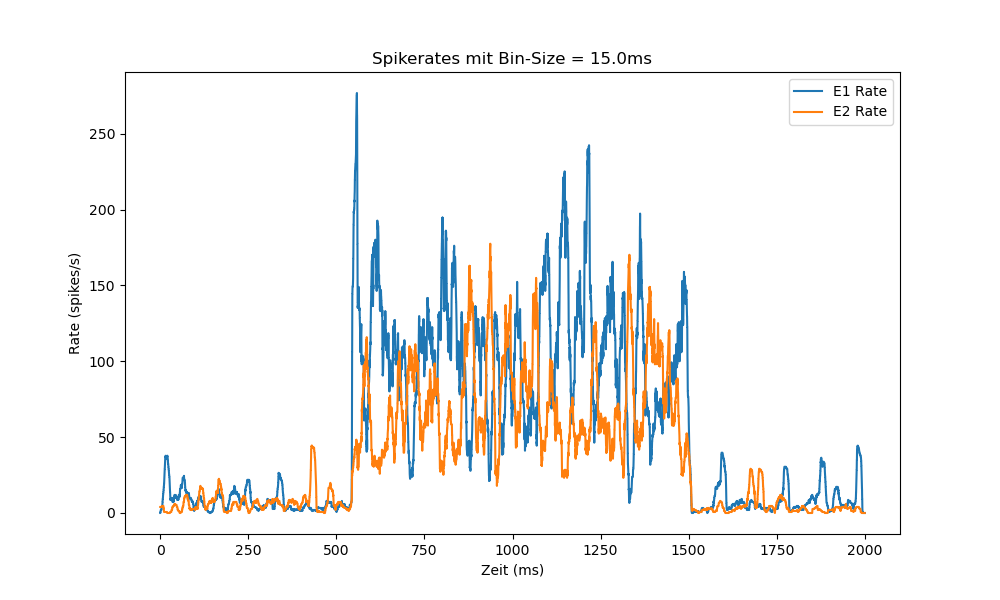 Spikerates mit Bin-Size = 15.0ms
E1 Rate
E2 Rate
Rate (spikes/s)
250
200
150
100
50
0
0 250 500 750 1000 1250 1500 1750 2000
Zeit (ms)